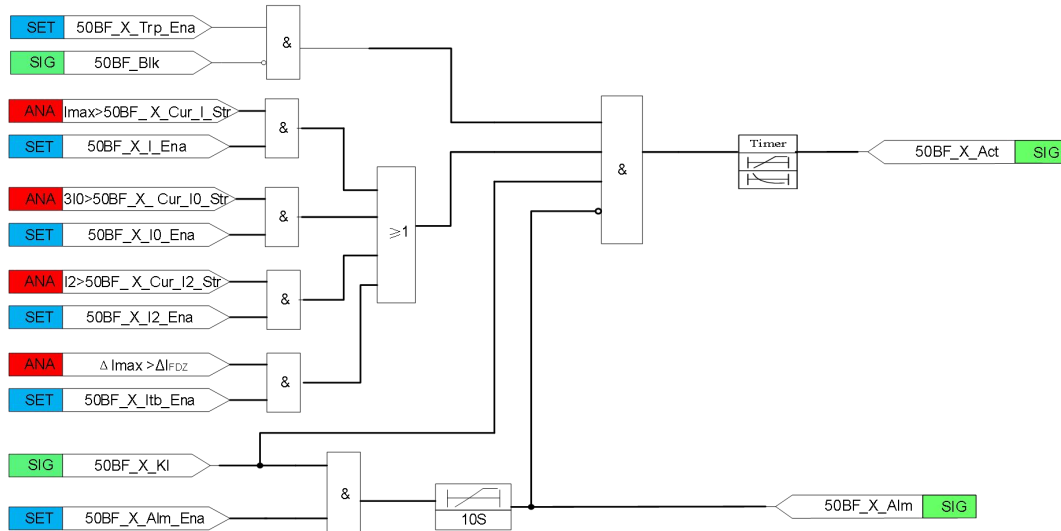 SET 50BF_X_Trp_Ena
&
SIG 50BF_Blk
ANA Imax>50BF_ X_Cur_I_Str
&
SET 50BF_X_I_Ena
Timer
50BF_X_Act SIG
&
ANA 3I0>50BF_X_ Cur_I0_Str
&
SET 50BF_X_I0_Ena
≥1
ANA I2>50BF_ X_Cur_I2_Str
&
SET 50BF_X_I2_Ena
ANA Δ Imax >ΔIFDZ
&
SET 50BF_X_Itb_Ena
SIG 50BF_X_KI
&
50BF_X_Alm SIG
SET 50BF_X_Alm_Ena
10S